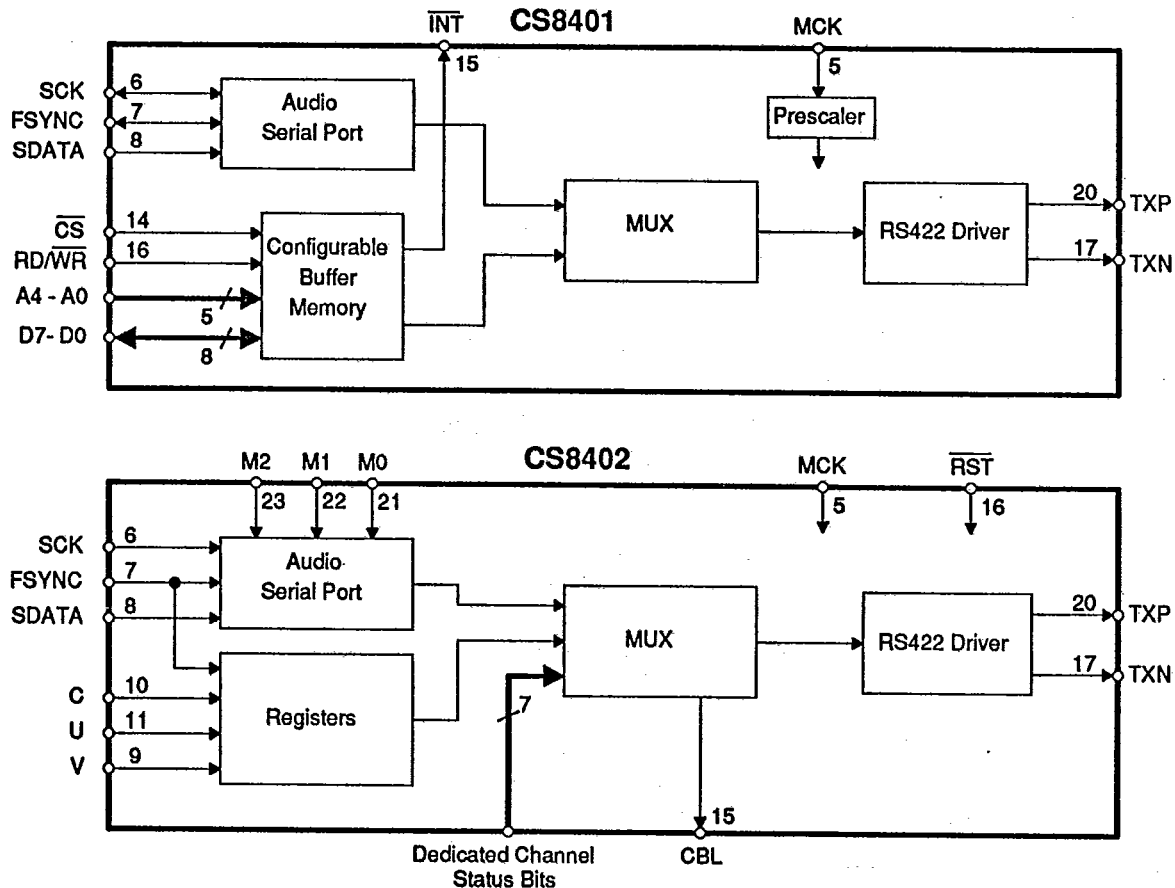 CS8401
INT
15
MCK
5
Prescaler
SCK
6
FSYNC
7
SDATA
8
Audio
Serial Port
CS
14
RD/WR
16
A4 - A0
5
D7- D0
8
Configurable
Buffer
Memory
MUX
RS422 Driver
20
TXP
17
TXN
CS8402
M2
23
M1
22
M0
21
MCK
5
RST
16
SCK
6
FSYNC
7
SDATA
8
Audio
Serial Port
C
10
U
11
V
9
Registers
MUX
7
RS422 Driver
20
TXP
17
TXN
15
Dedicated Channel
Status Bits
CBL